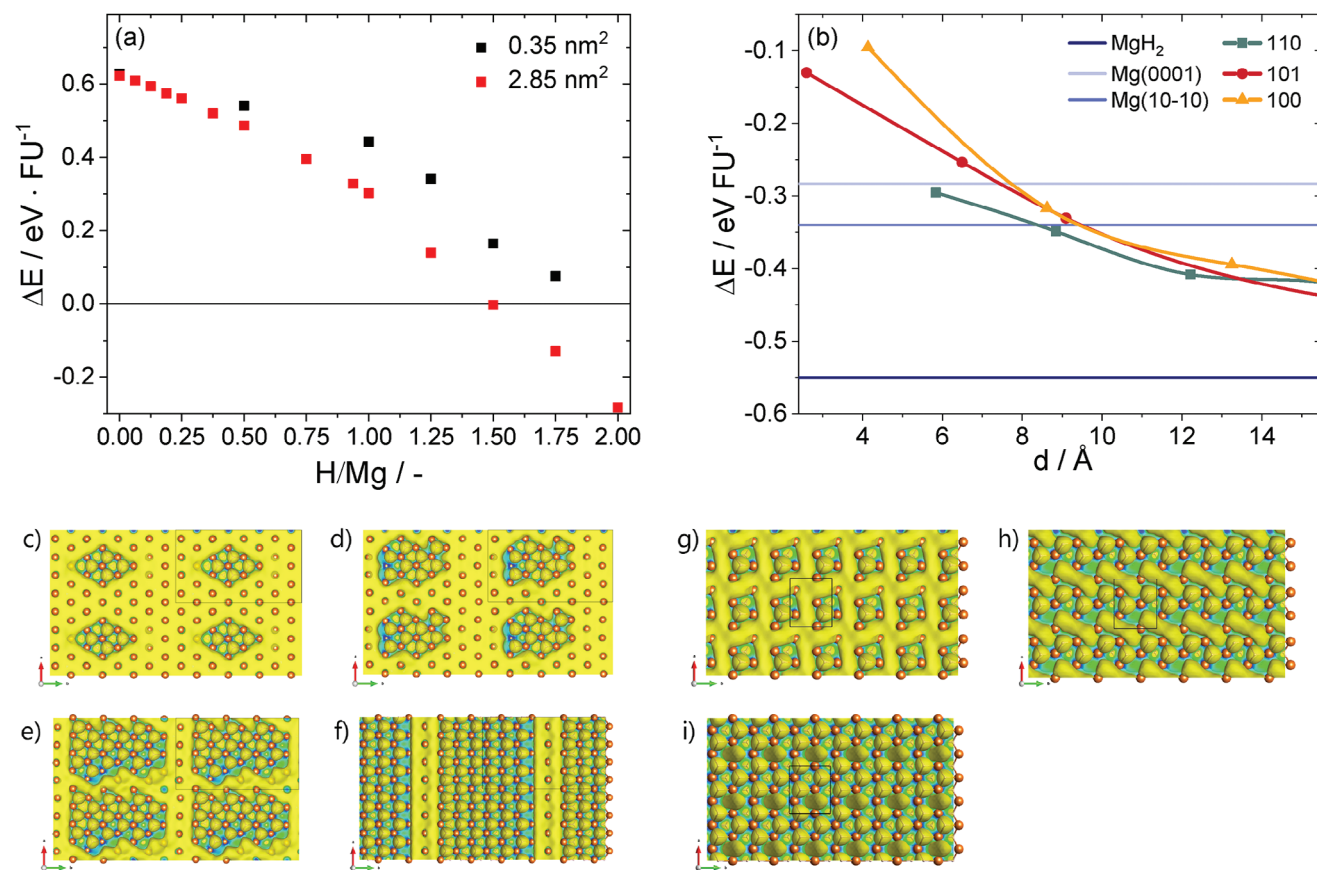 (a)
0.35 nm²
2.85 nm²
0.6
0.4
0.2
0.0
-0.2
ΔE / eV · FU⁻¹
0.00 0.25 0.50 0.75 1.00 1.25 1.50 1.75 2.00
H/Mg / -
(b)
MgH₂ 110
Mg(0001) 101
Mg(10-10) 100
-0.1
-0.2
-0.3
-0.4
-0.5
-0.6
ΔE / eV FU⁻¹
4 6 8 10 12 14
d / Å
c)
d)
g)
h)
e)
f)
i)